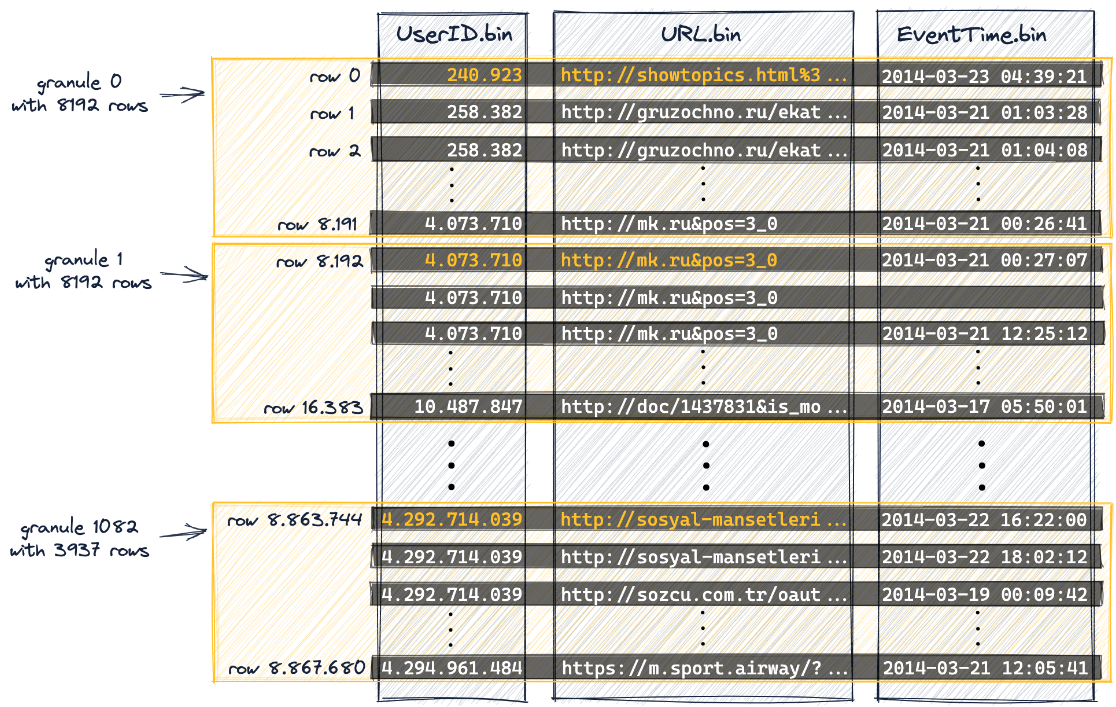 UserID.bin URL.bin EventTime.bin
granule 0
with 8192 rows
row 0 240.923 http://showtopics.html%3 ... 2014-03-23 04:39:21
row 1 258.382 http://gruzochno.ru/ekat ... 2014-03-21 01:03:28
row 2 258.382 http://gruzochno.ru/ekat ... 2014-03-21 01:04:08
row 8.191 4.073.710 http://mk.ru&pos=3_0 2014-03-21 00:26:41
granule 1
with 8192 rows
row 8.192 4.073.710 http://mk.ru&pos=3_0 2014-03-21 00:27:07
4.073.710 http://mk.ru&pos=3_0
4.073.710 http://mk.ru&pos=3_0 2014-03-21 12:25:12
row 16.383 10.487.847 http://doc/1437831&is_mo ... 2014-03-17 05:50:01
granule 1082
with 3937 rows
row 8.863.744 4.292.714.039 http://sosyal-mansetleri ... 2014-03-22 16:22:00
4.292.714.039 http://sosyal-mansetleri ... 2014-03-22 18:02:12
4.292.714.039 http://sozcu.com.tr/oaut ... 2014-03-19 00:09:42
row 8.867.680 4.294.961.484 https://m.sport.airway/? ... 2014-03-21 12:05:41